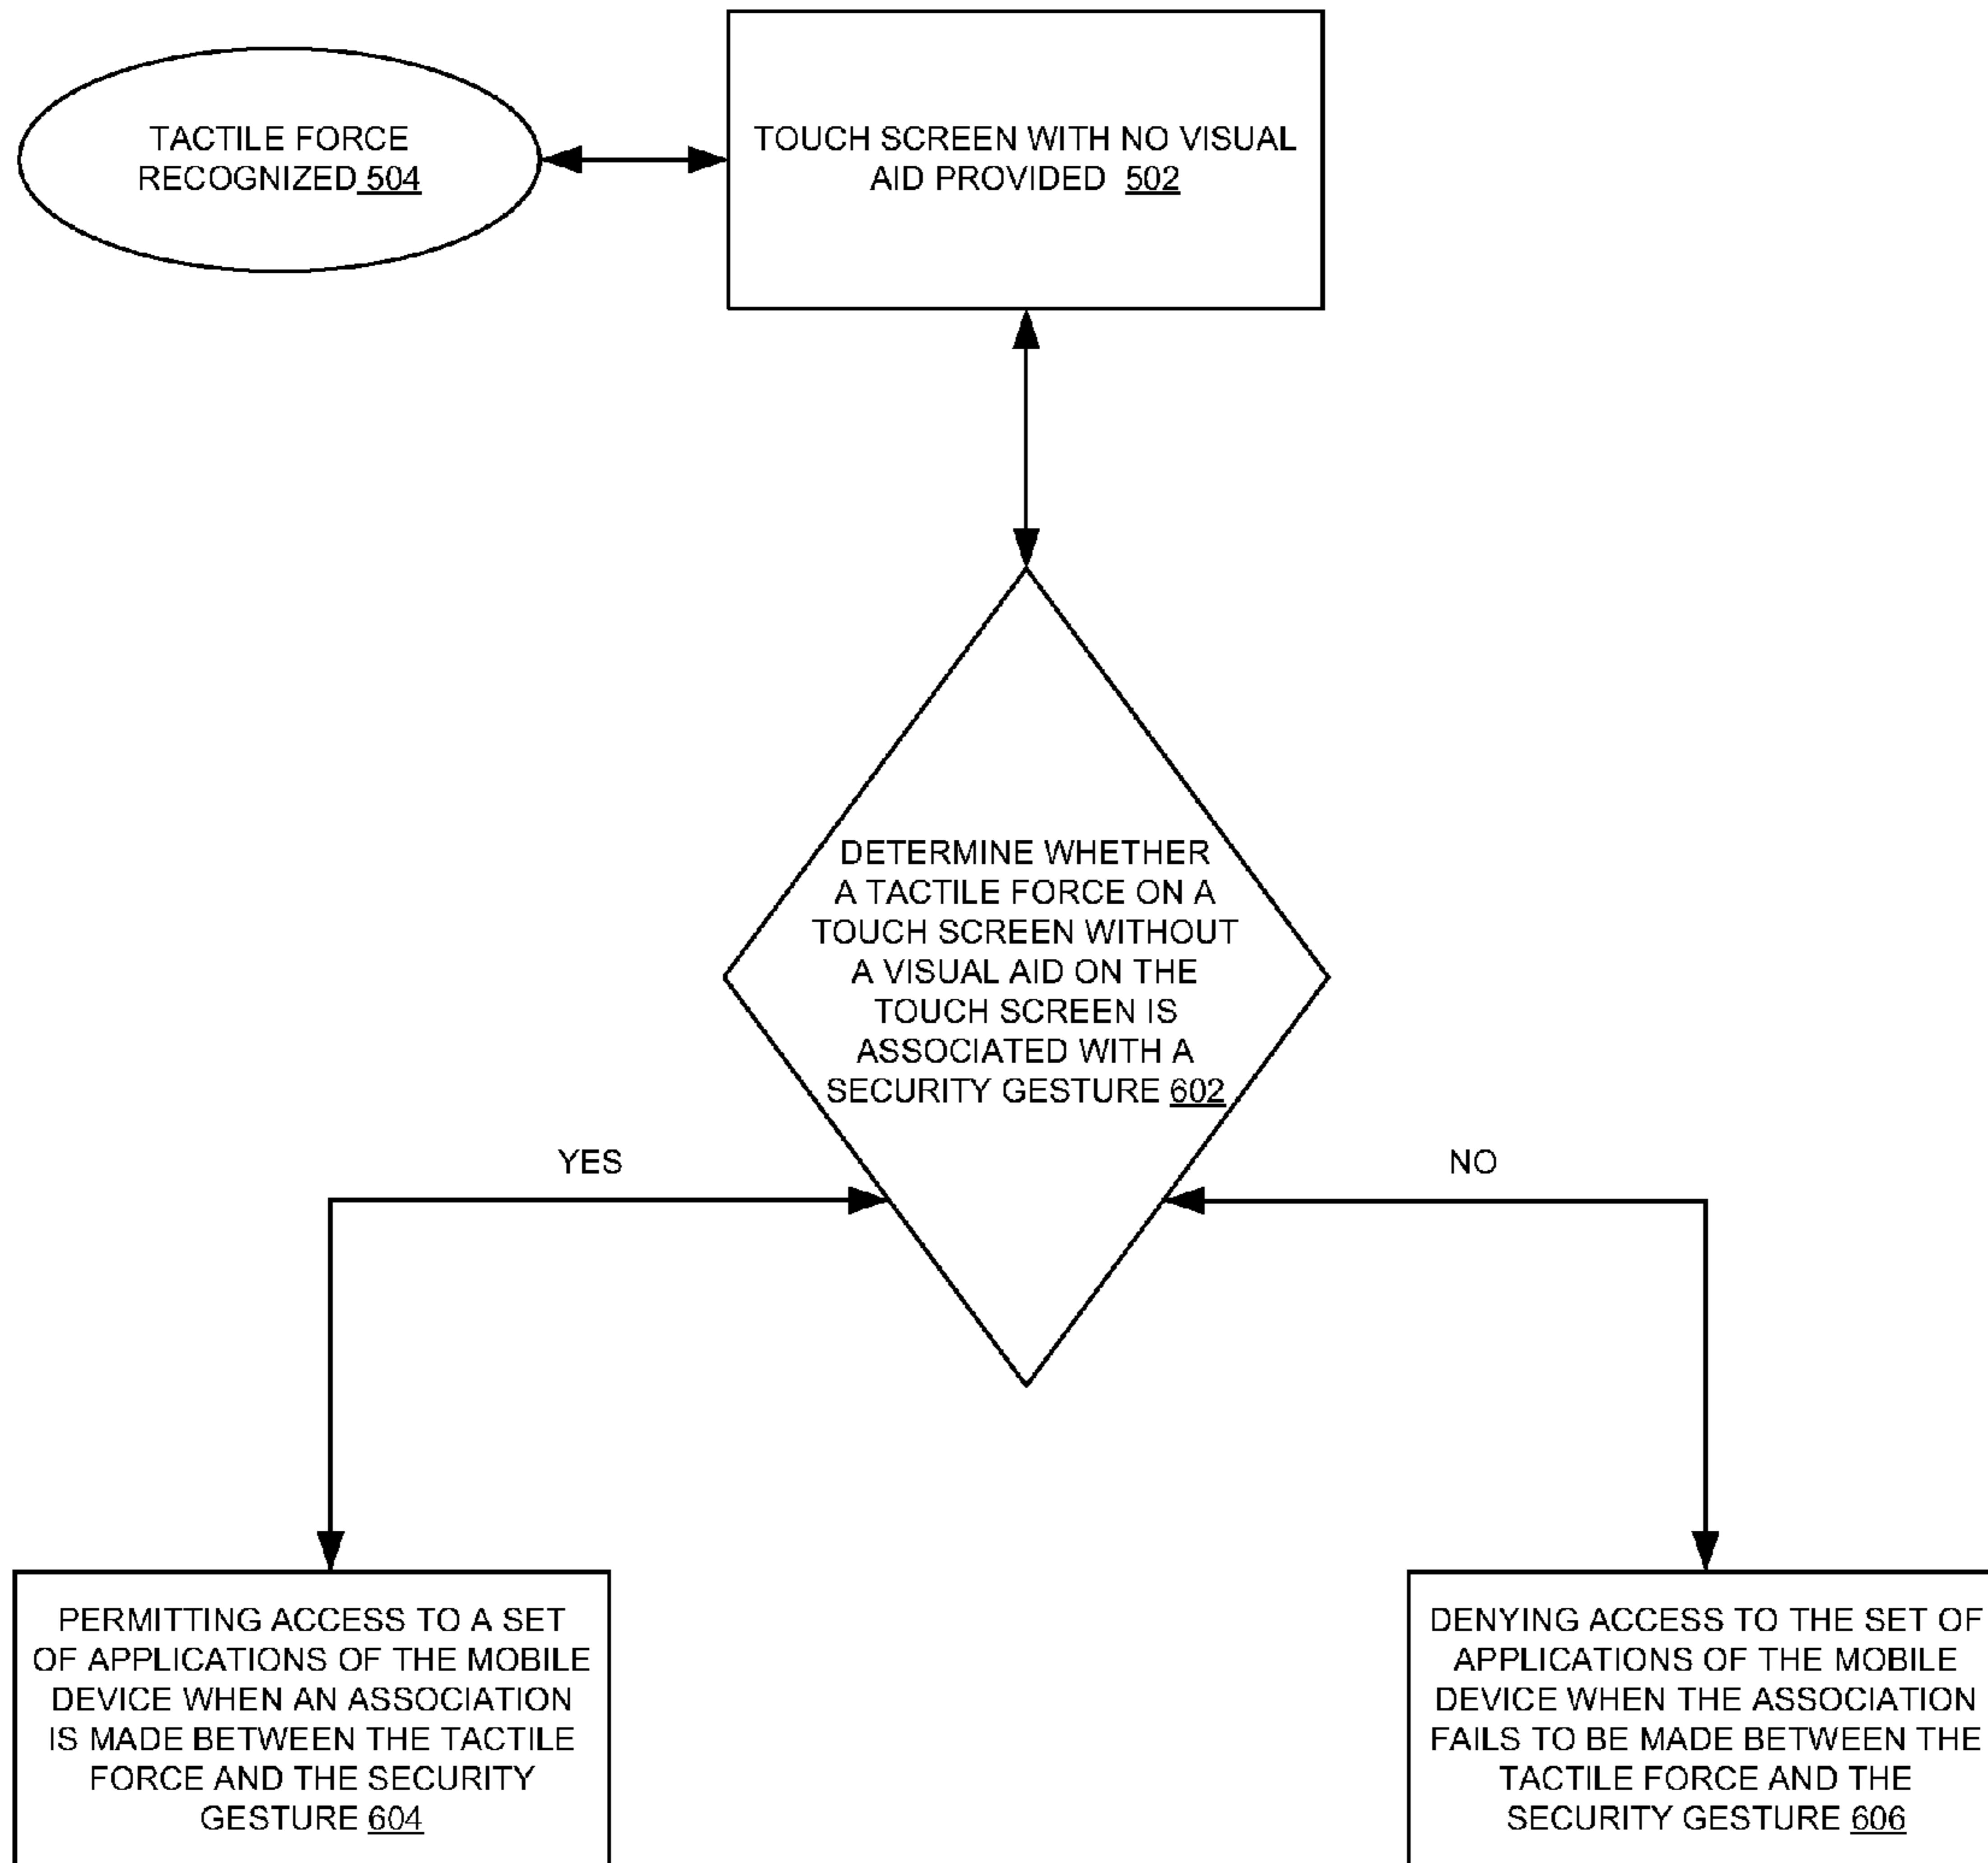 TACTILE FORCE
RECOGNIZED 504
TOUCH SCREEN WITH NO VISUAL
AID PROVIDED 502
DETERMINE WHETHER
A TACTILE FORCE ON A
TOUCH SCREEN WITHOUT
A VISUAL AID ON THE
TOUCH SCREEN IS
ASSOCIATED WITH A
SECURITY GESTURE 602
YES
NO
PERMITTING ACCESS TO A SET
OF APPLICATIONS OF THE MOBILE
DEVICE WHEN AN ASSOCIATION
IS MADE BETWEEN THE TACTILE
FORCE AND THE SECURITY
GESTURE 604
DENYING ACCESS TO THE SET OF
APPLICATIONS OF THE MOBILE
DEVICE WHEN THE ASSOCIATION
FAILS TO BE MADE BETWEEN THE
TACTILE FORCE AND THE
SECURITY GESTURE 606